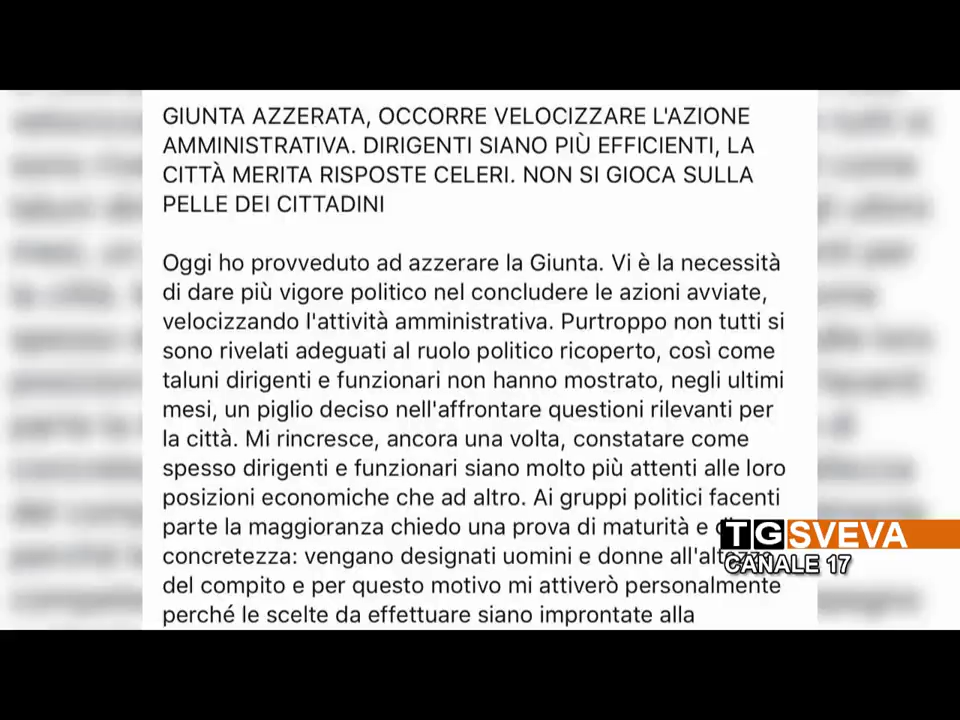 GIUNTA AZZERATA, OCCORRE VELOCIZZARE L'AZIONE
AMMINISTRATIVA. DIRIGENTI SIANO PIÙ EFFICIENTI, LA
CITTÀ MERITA RISPOSTE CELERI. NON SI GIOCA SULLA
PELLE DEI CITTADINI
Oggi ho provveduto ad azzerare la Giunta. Vi è la necessità
di dare più vigore politico nel concludere le azioni avviate,
velocizzando l'attività amministrativa. Purtroppo non tutti si
sono rivelati adeguati al ruolo politico ricoperto, così come
taluni dirigenti e funzionari non hanno mostrato, negli ultimi
mesi, un piglio deciso nell'affrontare questioni rilevanti per
la città. Mi rincresce, ancora una volta, constatare come
spesso dirigenti e funzionari siano molto più attenti alle loro
posizioni economiche che ad altro. Ai gruppi politici facenti
parte la maggioranza chiedo una prova di maturità e
concretezza: vengano designati uomini e donne
del compito e per questo motivo mi attiverò personalmente
perché le scelte da effettuare siano improntate alla
TGSVEVA
CANALE 17